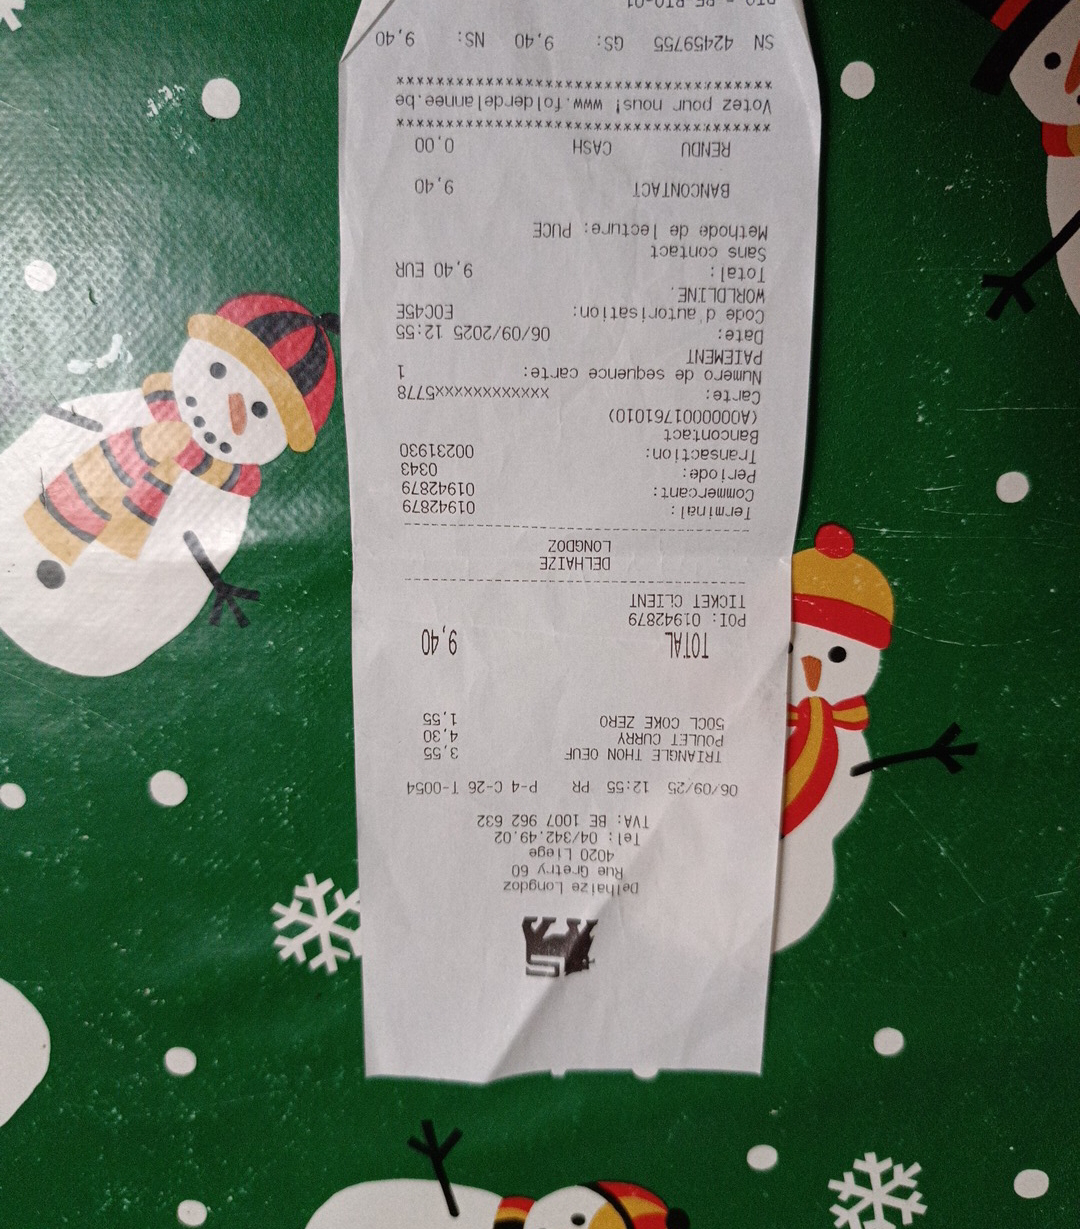 Delhaize Longdoz
Rue Gretry 60
4020 Liege
Tel: 04/342.49.02
TVA: BE 1007 962 632
06/09/25 12:55 PR P-4 C-26 T-0054
TRIANGLE THON OEUF 3,55
POULET CURRY 4,30
50CL COKE ZERO 1,55
TOTAL 9,40
POI: 01942879
TICKET CLIENT
--------------------------------
DELHAIZE
LONGDOZ
--------------------------------
Terminal: 01942879
Commercant: 01942879
Periode: 0343
Transaction: 00231930
Bancontact
(A0000001761010)
Carte: xxxxxxxxxxxxx5778
Numero de sequence carte: 1
PAIEMENT
Date: 06/09/2025 12:55
Code d'autorisation: E0C45E
WORLDLINE.
Total: 9,40 EUR
Sans contact
Methode de lecture: PUCE
BANCONTACT 9,40
RENDU CASH 0,00
****************************************
Votez pour nous! www.folderdelannee.be
****************************************
SN 42459755 GS: 9,40 NS: 9,40